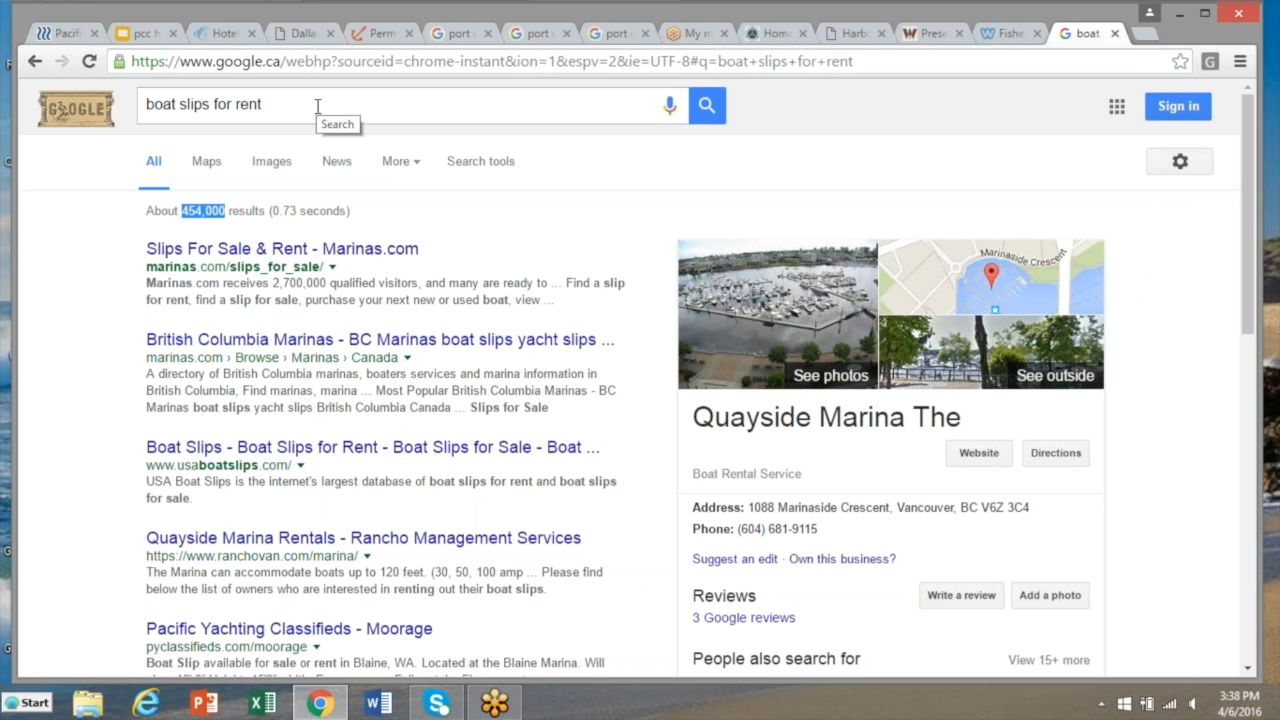 Pacifi
pcc h
Hotel
Dalla
Perm
port
port
port
My m
Home
Harb
Prese
Fishe
boat
https://www.google.ca/webhp?sourceid=chrome-instant&ion=1&espv=2&ie=UTF-8#q=boat+slips+for+rent
GOOGLE
boat slips for rent
Search
Sign in
All Maps Images News More Search tools
About 454,000 results (0.73 seconds)
Slips For Sale & Rent - Marinas.com
marinas.com/slips_for_sale/
Marinas.com receives 2,700,000 qualified visitors, and many are ready to ... Find a slip
for rent, find a slip for sale, purchase your next new or used boat, view ...
British Columbia Marinas - BC Marinas boat slips yacht slips ...
marinas.com › Browse › Marinas › Canada
A directory of British Columbia marinas, boaters services and marina information in
British Columbia, Find marinas, marina ... Most Popular British Columbia Marinas - BC
Marinas boat slips yacht slips British Columbia Canada ... Slips for Sale
Boat Slips - Boat Slips for Rent - Boat Slips for Sale - Boat ...
www.usaboatslips.com/
USA Boat Slips is the internet's largest database of boat slips for rent and boat slips
for sale.
Quayside Marina Rentals - Rancho Management Services
https://www.ranchovan.com/marina/
The Marina can accommodate boats up to 120 feet. (30, 50, 100 amp ... Please find
below the list of owners who are interested in renting out their boat slips.
Pacific Yachting Classifieds - Moorage
pyclassifieds.com/moorage
Boat Slip available for sale or rent in Blaine, WA. Located at the Blaine Marina. Will
Marinaside Crescent
See photos
See outside
Quayside Marina The
Website Directions
Boat Rental Service
Address: 1088 Marinaside Crescent, Vancouver, BC V6Z 3C4
Phone: (604) 681-9115
Suggest an edit · Own this business?
Reviews
Write a review Add a photo
3 Google reviews
People also search for View 15+ more
Start
3:38 PM
4/6/2016